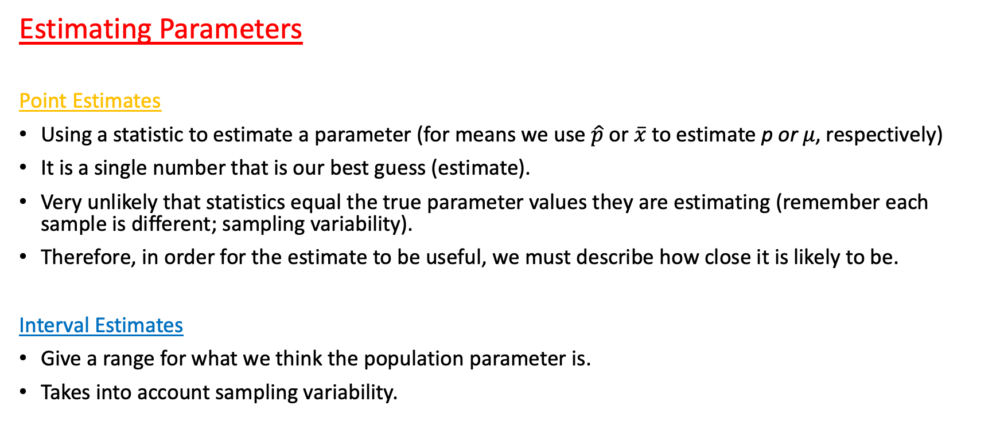 Estimating Parameters
Point Estimates
• Using a statistic to estimate a parameter (for means we use p̂ or x̄ to estimate p or μ, respectively)
• It is a single number that is our best guess (estimate).
• Very unlikely that statistics equal the true parameter values they are estimating (remember each
sample is different; sampling variability).
• Therefore, in order for the estimate to be useful, we must describe how close it is likely to be.
Interval Estimates
• Give a range for what we think the population parameter is.
• Takes into account sampling variability.